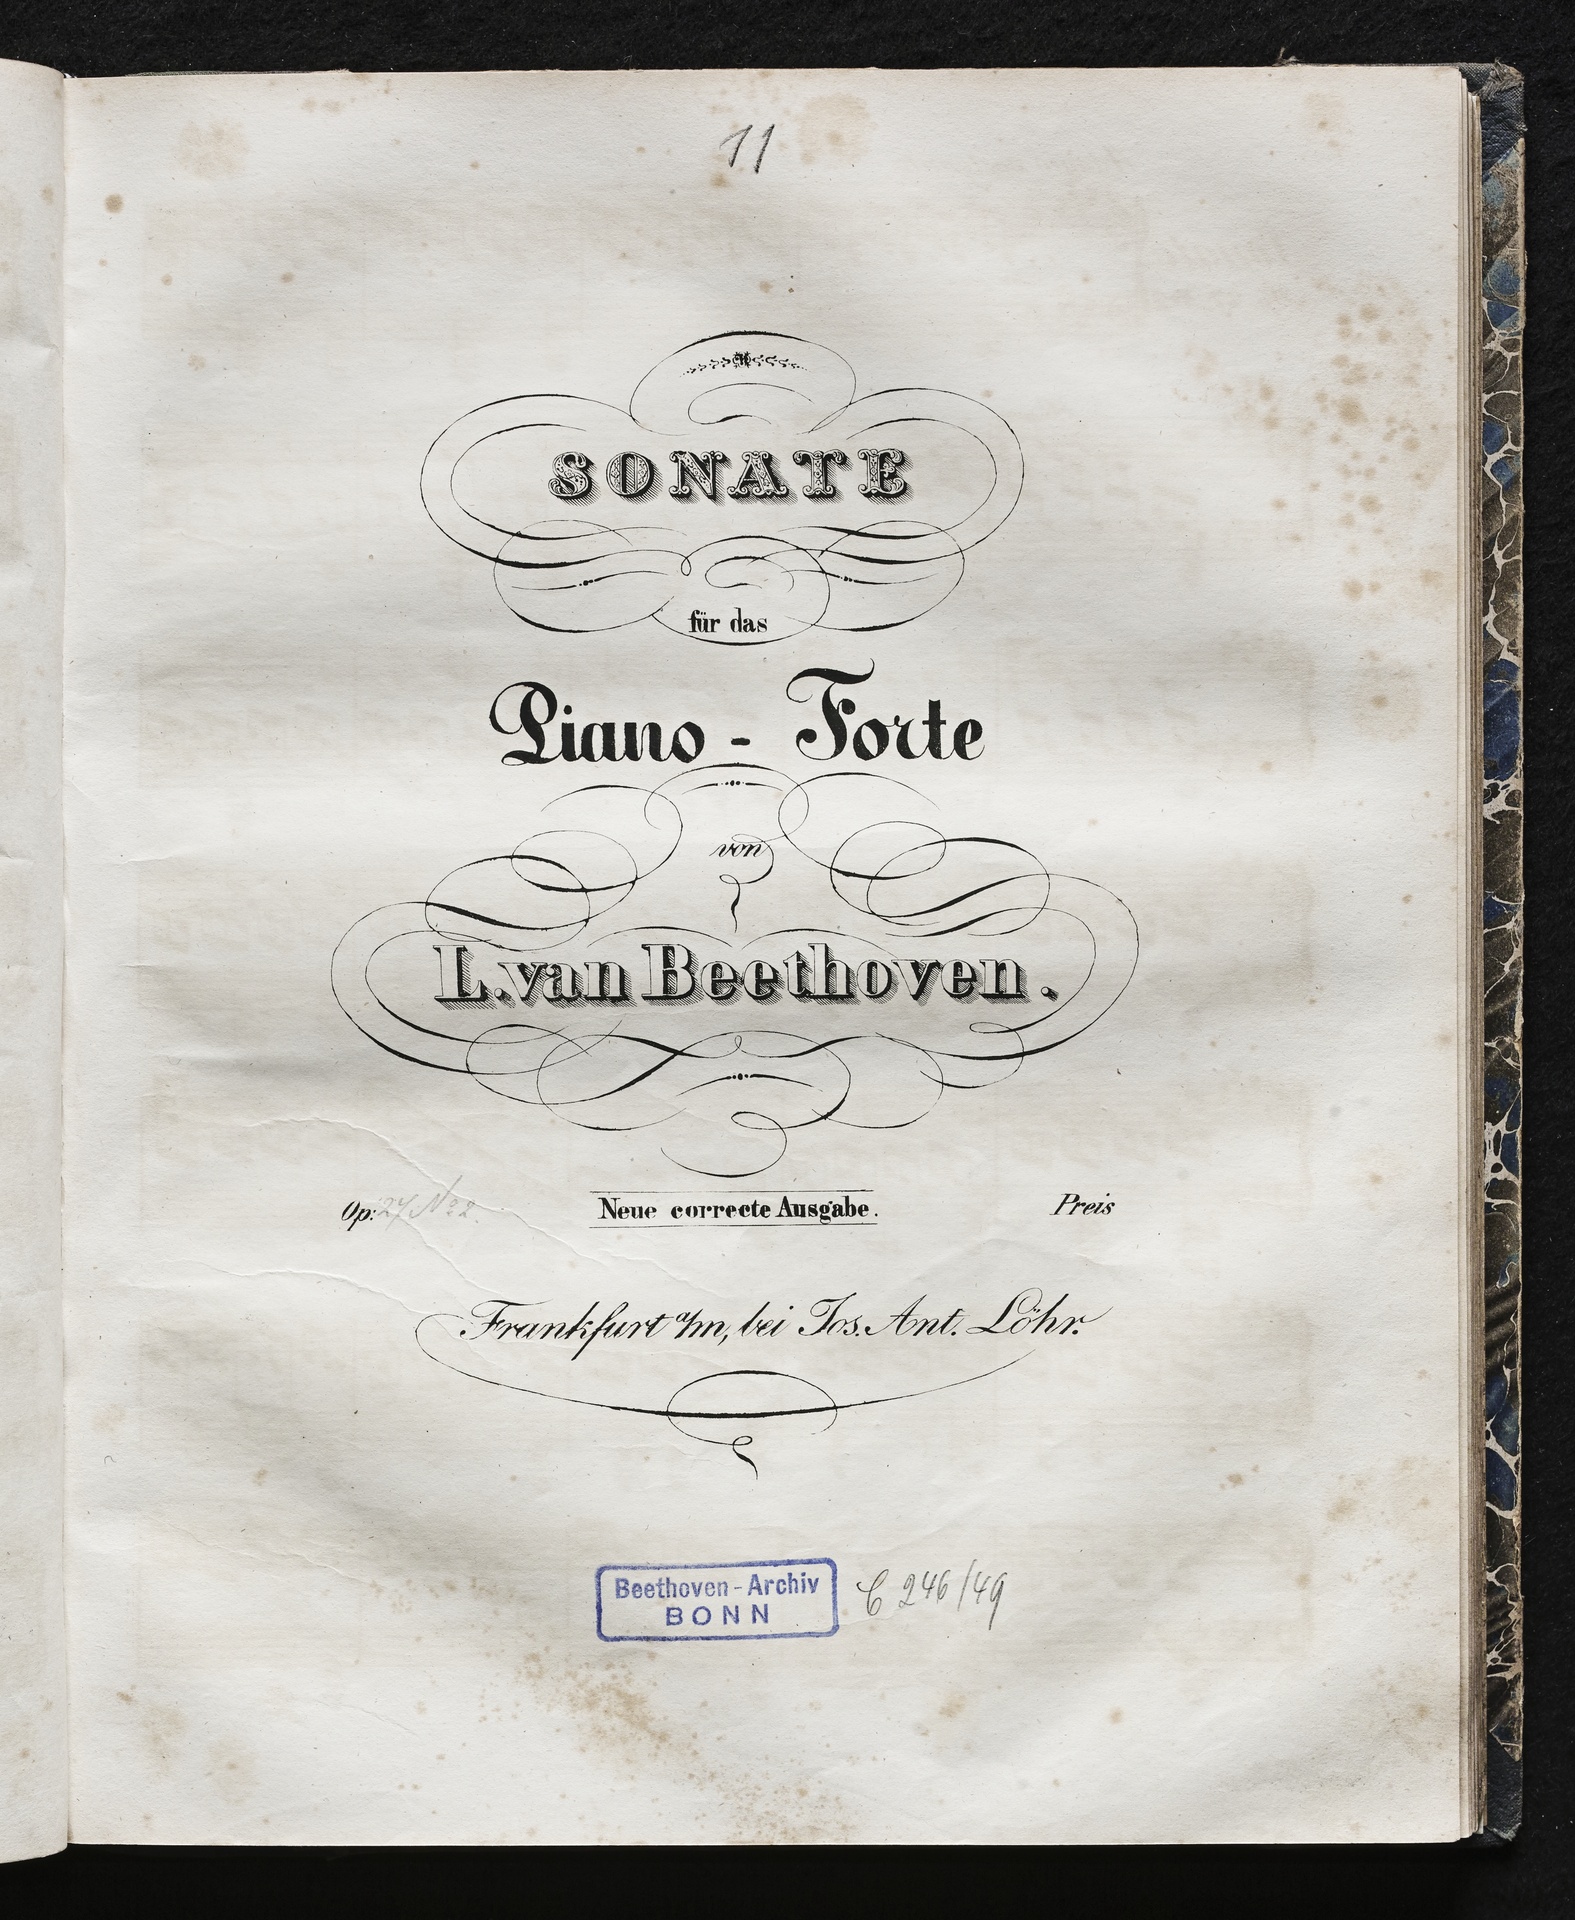 11
SONATE
für das
Piano - Forte
von
L. van Beethoven.
Op: 27 No 2. Neue correcte Ausgabe. Preis
Frankfurt a/m, bei Jos. Ant. Löhr.
Beethoven-Archiv
BONN
C 246/49